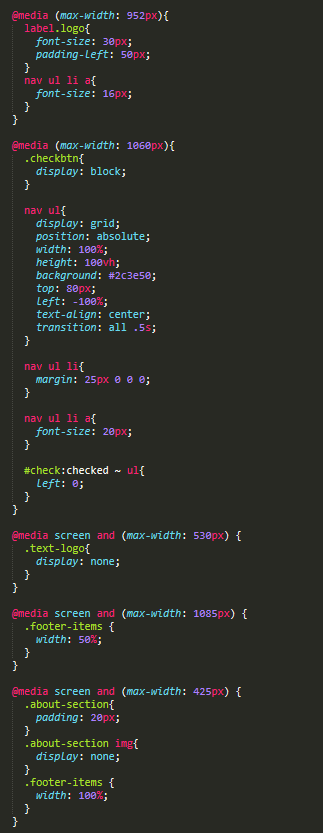 @media (max-width: 952px){
  label.logo{
    font-size: 30px;
    padding-left: 50px;
  }
  nav ul li a{
    font-size: 16px;
  }
}

@media (max-width: 1060px){
  .checkbtn{
    display: block;
  }

  nav ul{
    display: grid;
    position: absolute;
    width: 100%;
    height: 100vh;
    background: #2c3e50;
    top: 80px;
    left: -100%;
    text-align: center;
    transition: all .5s;
  }

  nav ul li{
    margin: 25px 0 0 0;
  }

  nav ul li a{
    font-size: 20px;
  }

  #check:checked ~ ul{
    left: 0;
  }
}

@media screen and (max-width: 530px) {
  .text-logo{
    display: none;
  }
}

@media screen and (max-width: 1085px) {
  .footer-items {
    width: 50%;
  }
}

@media screen and (max-width: 425px) {
  .about-section{
    padding: 20px;
  }
  .about-section img{
    display: none;
  }
  .footer-items {
    width: 100%;
  }
}